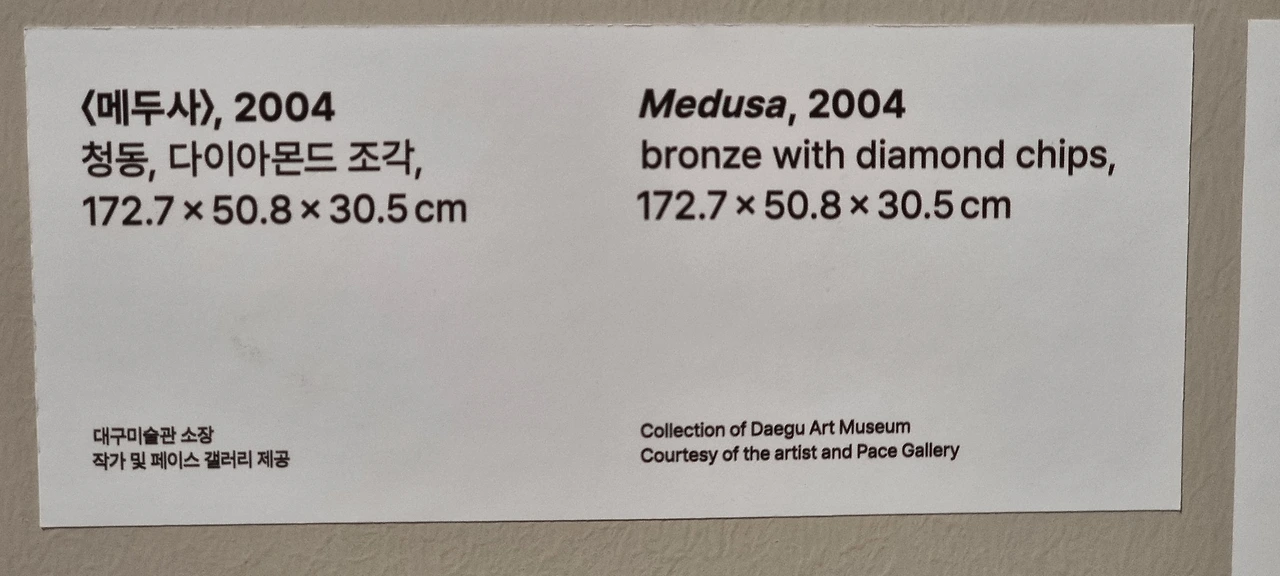 〈메두사〉, 2004
청동, 다이아몬드 조각,
172.7 × 50.8 × 30.5 cm
대구미술관 소장
작가 및 페이스 갤러리 제공
Medusa, 2004
bronze with diamond chips,
172.7 × 50.8 × 30.5 cm
Collection of Daegu Art Museum
Courtesy of the artist and Pace Gallery